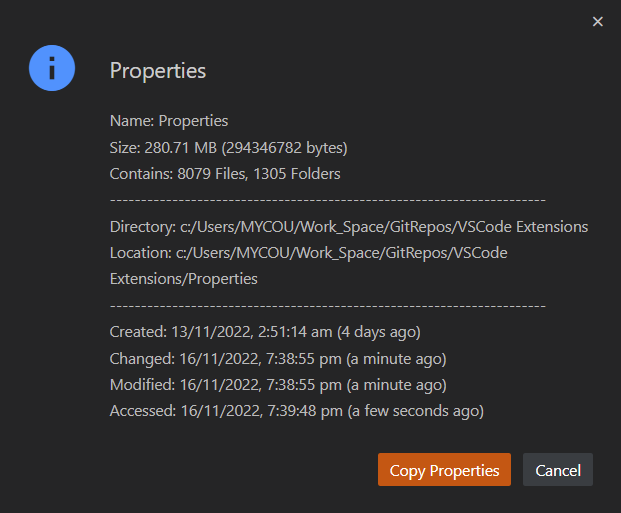 Properties
Name: Properties
Size: 280.71 MB (294346782 bytes)
Contains: 8079 Files, 1305 Folders
-----------------------------------------------------------------------
Directory: c:/Users/MYCOU/Work_Space/GitRepos/VSCode Extensions
Location: c:/Users/MYCOU/Work_Space/GitRepos/VSCode
Extensions/Properties
-----------------------------------------------------------------------
Created: 13/11/2022, 2:51:14 am (4 days ago)
Changed: 16/11/2022, 7:38:55 pm (a minute ago)
Modified: 16/11/2022, 7:38:55 pm (a minute ago)
Accessed: 16/11/2022, 7:39:48 pm (a few seconds ago)
Copy Properties Cancel